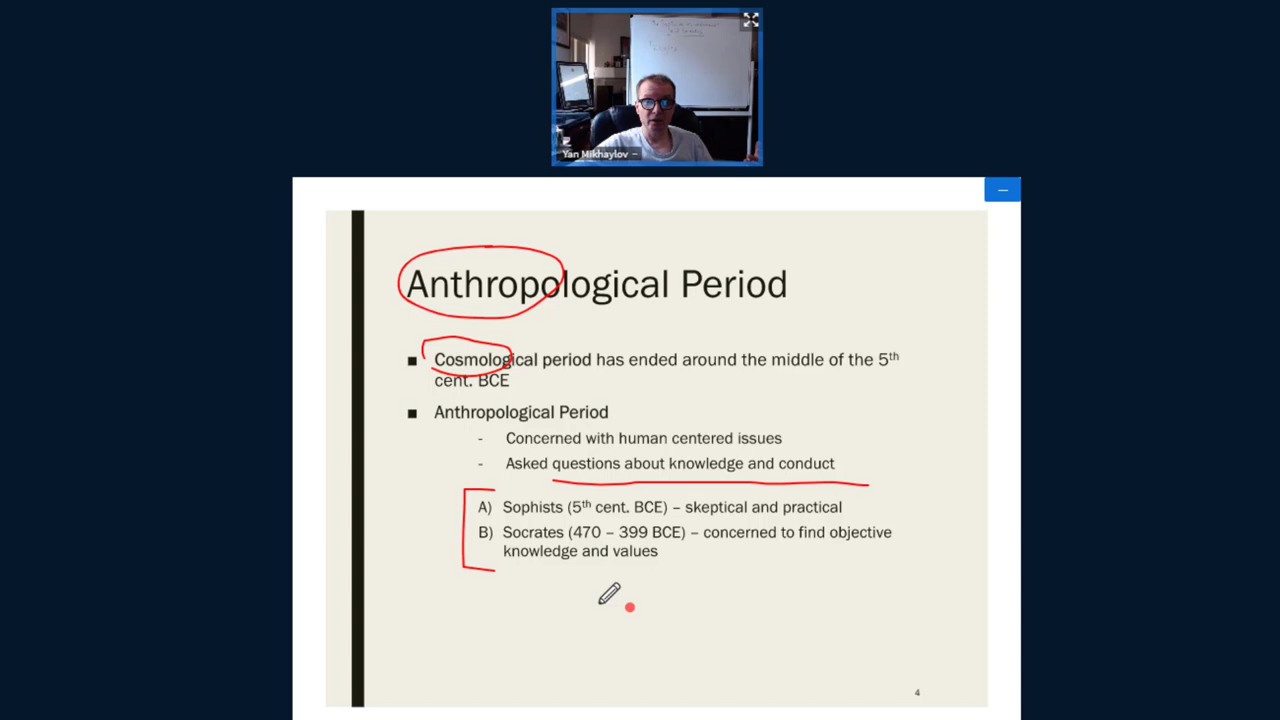 Yan Mikhaylov
Anthropological Period
■ Cosmological period has ended around the middle of the 5th
cent. BCE
■ Anthropological Period
- Concerned with human centered issues
- Asked questions about knowledge and conduct
A) Sophists (5th cent. BCE) – skeptical and practical
B) Socrates (470 – 399 BCE) – concerned to find objective
knowledge and values
4